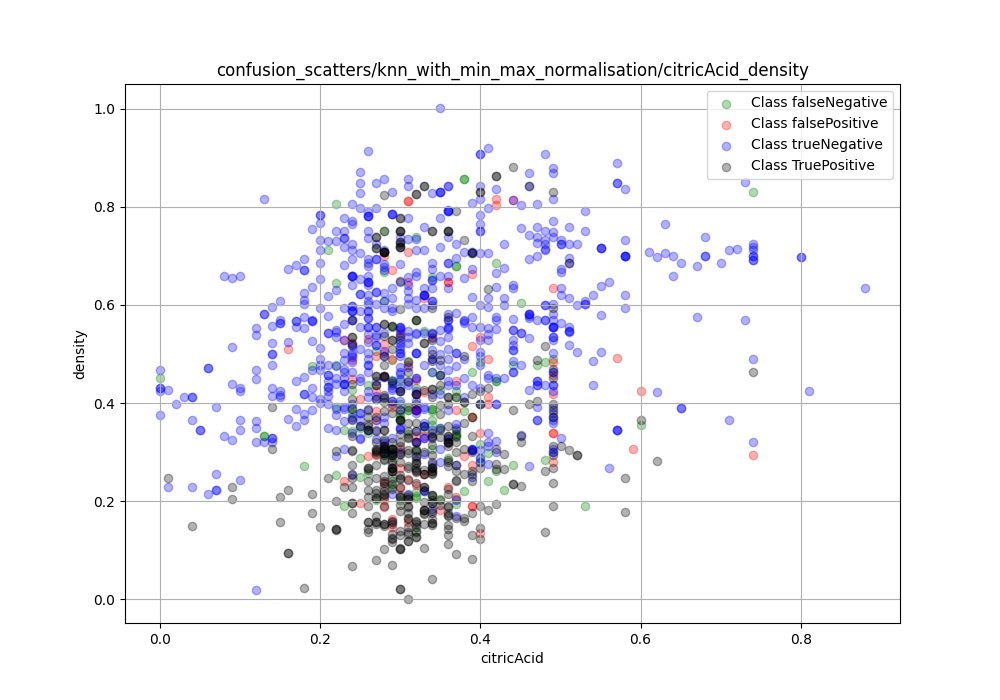 confusion_scatters/knn_with_min_max_normalisation/citricAcid_density
Class falseNegative
Class falsePositive
Class trueNegative
Class TruePositive
1.0
0.8
0.6
0.4
0.2
0.0
density
0.0 0.2 0.4 0.6 0.8
citricAcid